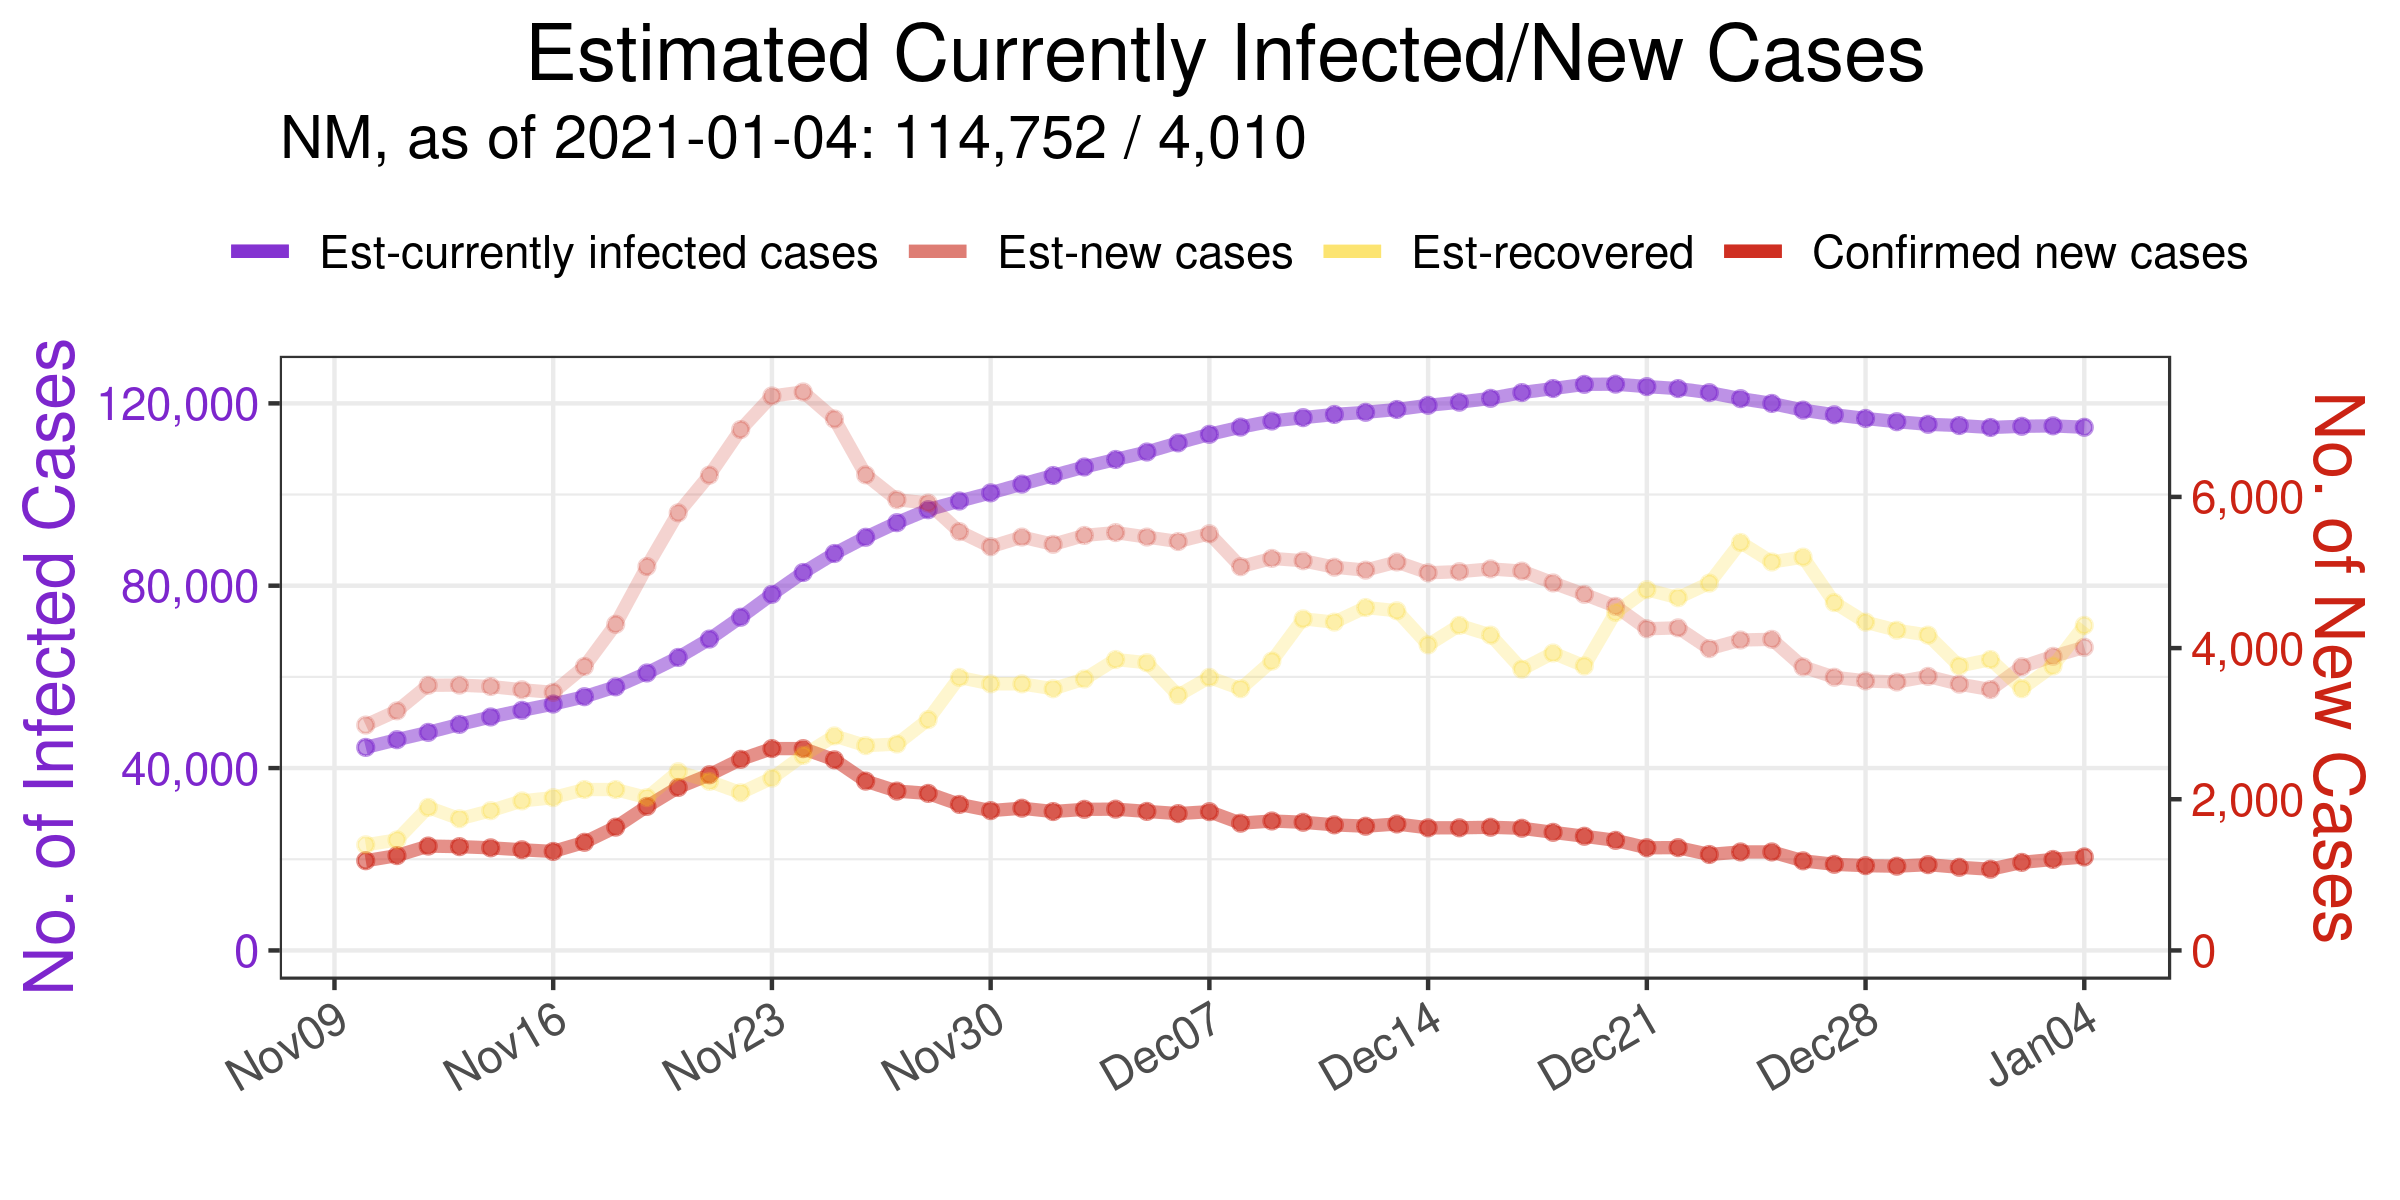 Estimated Currently Infected/New Cases
NM, as of 2021-01-04: 114,752 / 4,010
Est-currently infected cases Est-new cases Est-recovered Confirmed new cases
No. of Infected Cases
120,000
80,000
40,000
0
No. of New Cases
6,000
4,000
2,000
0
Nov09 Nov16 Nov23 Nov30 Dec07 Dec14 Dec21 Dec28 Jan04